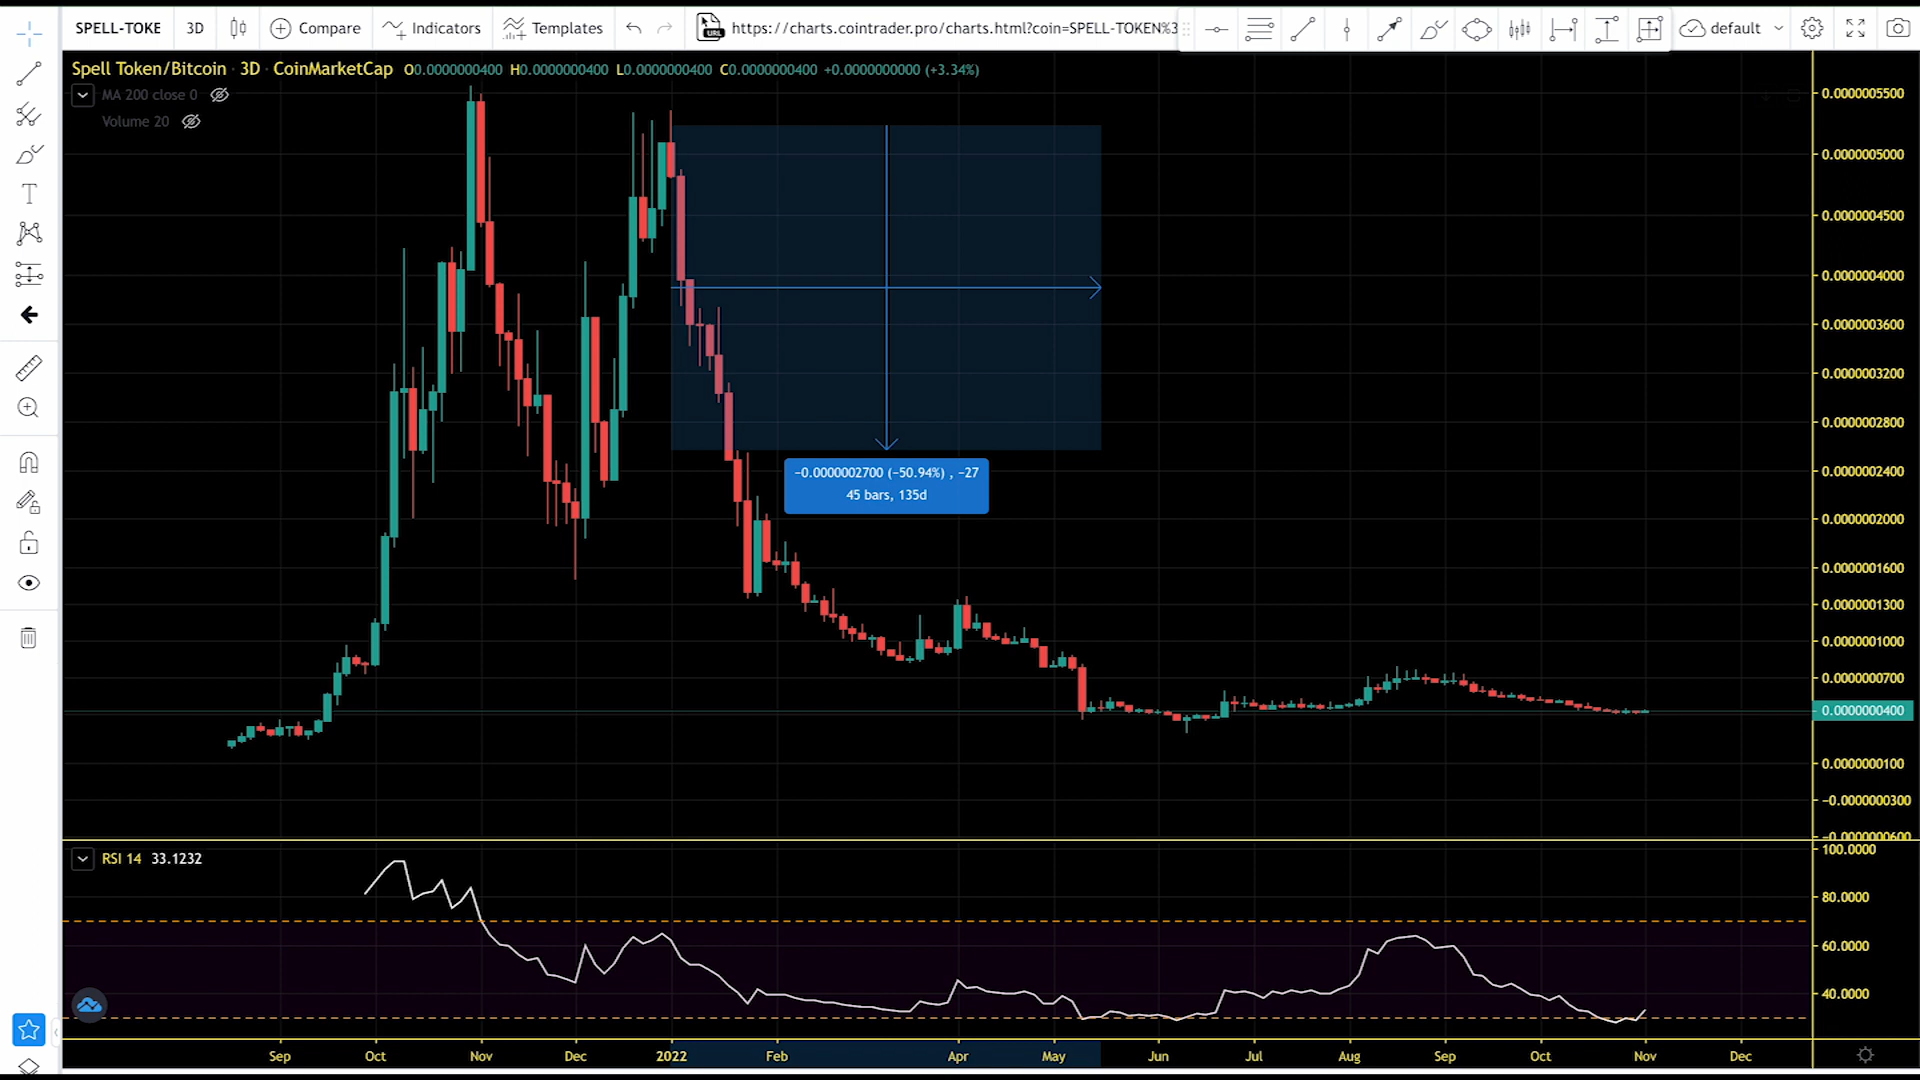 SPELL-TOKE 3D Compare Indicators Templates URL https://charts.cointrader.pro/charts.html?coin=SPELL-TOKEN%3 default
Spell Token/Bitcoin · 3D · CoinMarketCap O0.0000000400 H0.0000000400 L0.0000000400 C0.0000000400 +0.0000000000 (+3.34%)
MA 200 close 0
Volume 20
0.0000005500
0.0000005000
0.0000004500
0.0000004000
0.0000003600
0.0000003200
0.0000002800
0.0000002400
0.0000002000
0.0000001600
0.0000001300
0.0000001000
0.0000000700
0.0000000400
0.0000000100
−0.0000000300
−0.0000000600
−0.0000002700 (−50.94%) , −27
45 bars, 135d
RSI 14 33.1232
100.0000
80.0000
60.0000
40.0000
Sep Oct Nov Dec 2022 Feb Apr May Jun Jul Aug Sep Oct Nov Dec